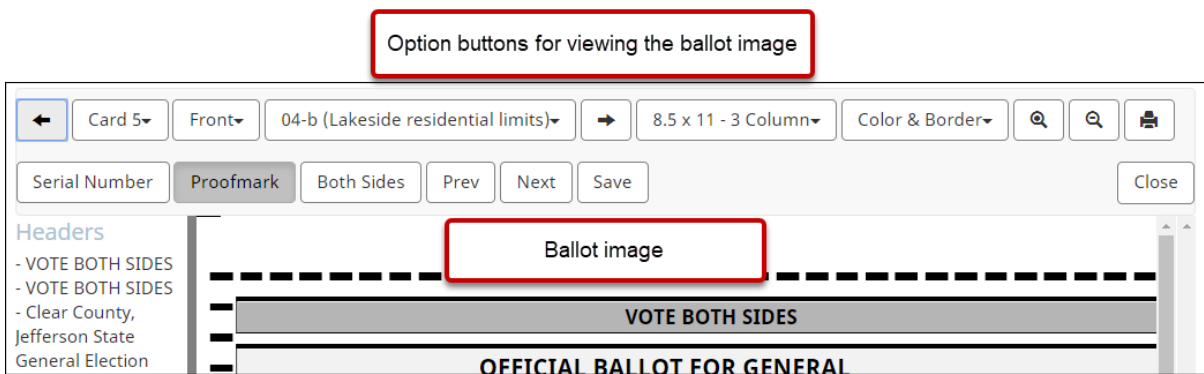 Option buttons for viewing the ballot image
Card 5 Front 04-b (Lakeside residential limits) 8.5 x 11 - 3 Column Color & Border
Serial Number Proofmark Both Sides Prev Next Save Close
Headers
- VOTE BOTH SIDES
- VOTE BOTH SIDES
- Clear County,
Jefferson State
General Election
Ballot image
VOTE BOTH SIDES
OFFICIAL BALLOT FOR GENERAL